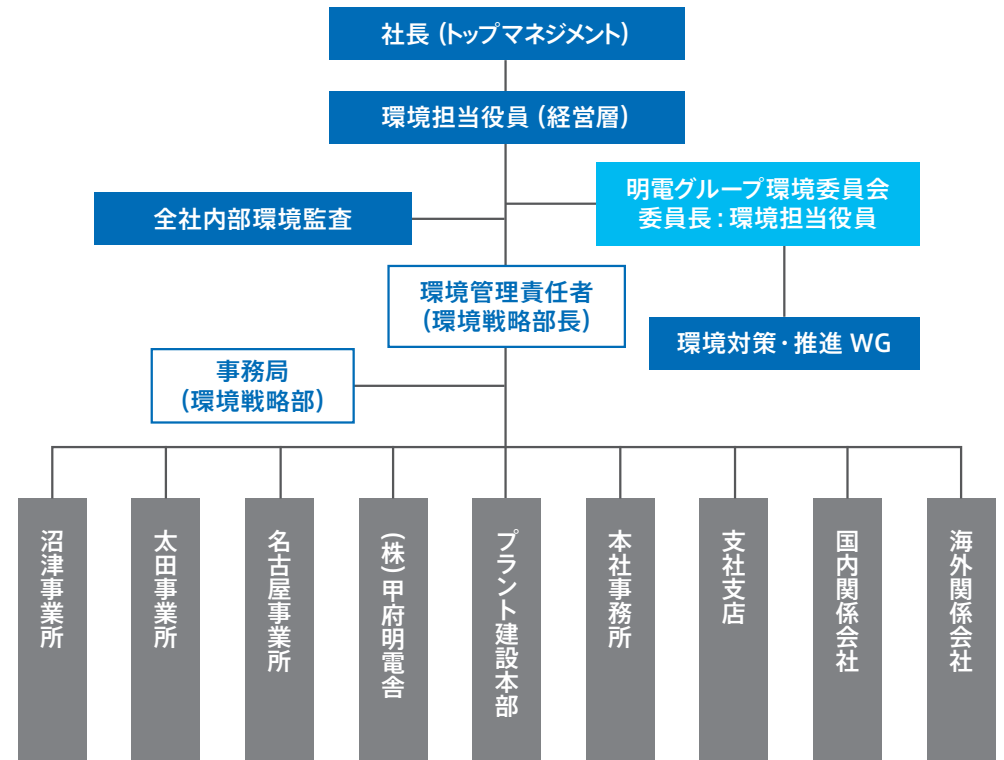 社長 (トップマネジメント)
環境担当役員 (経営層)
明電グループ環境委員会
委員長 : 環境担当役員
全社内部環境監査
環境管理責任者
(環境戦略部長)
環境対策・推進 WG
事務局
(環境戦略部)
沼津事業所
太田事業所
名古屋事業所
(株)甲府明電舎
プラント建設本部
本社事務所
支社支店
国内関係会社
海外関係会社